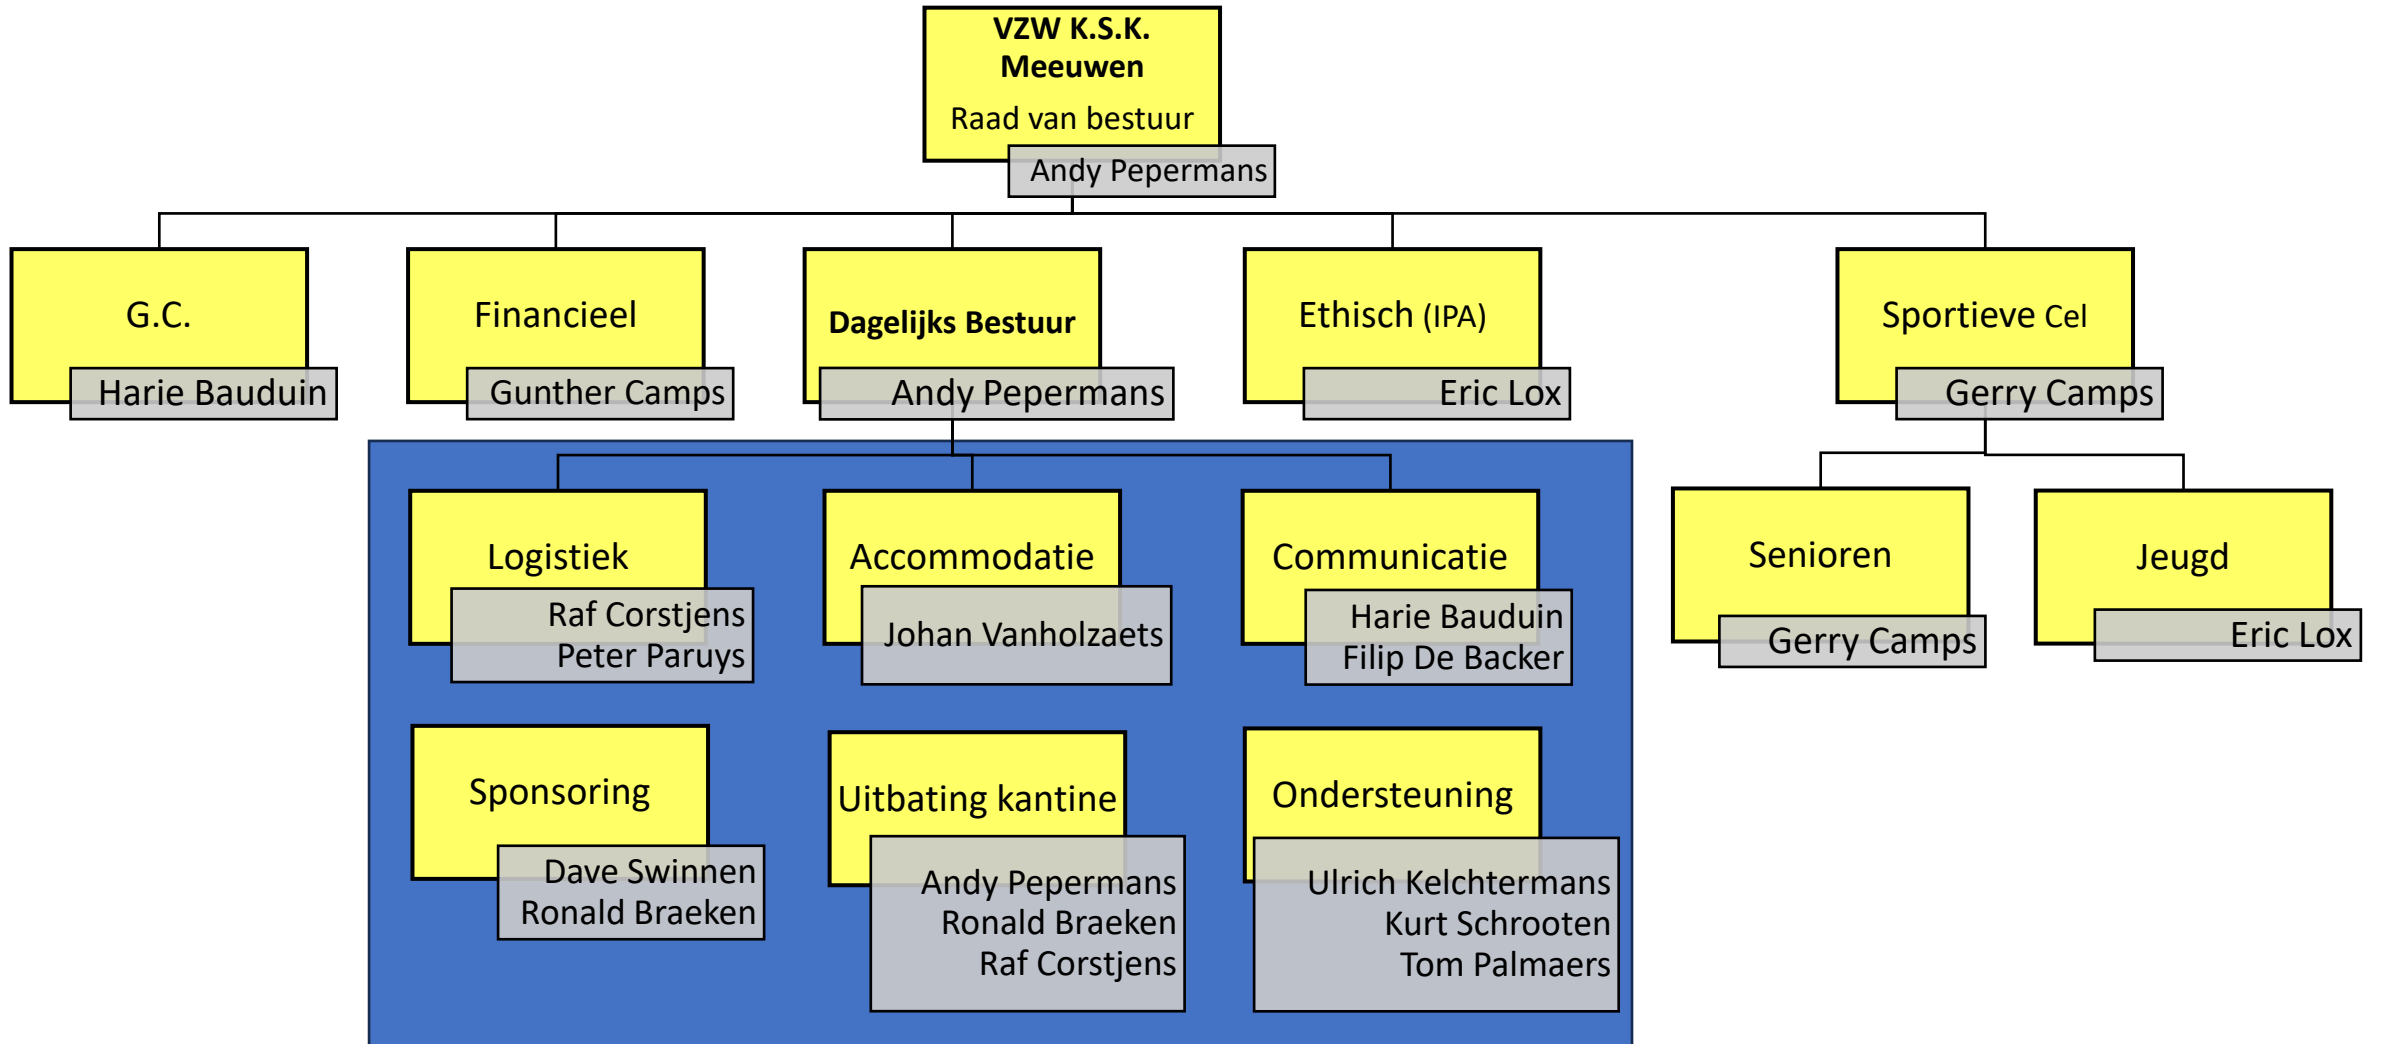 VZW K.S.K.
Meeuwen
Raad van bestuur
Andy Pepermans
G.C.
Harie Bauduin
Financieel
Gunther Camps
Dagelijks Bestuur
Andy Pepermans
Ethisch (IPA)
Eric Lox
Sportieve Cel
Gerry Camps
Logistiek
Raf Corstjens
Peter Paruys
Accommodatie
Johan Vanholzaets
Communicatie
Harie Bauduin
Filip De Backer
Senioren
Gerry Camps
Jeugd
Eric Lox
Sponsoring
Dave Swinnen
Ronald Braeken
Uitbating kantine
Andy Pepermans
Ronald Braeken
Raf Corstjens
Ondersteuning
Ulrich Kelchtermans
Kurt Schrooten
Tom Palmaers